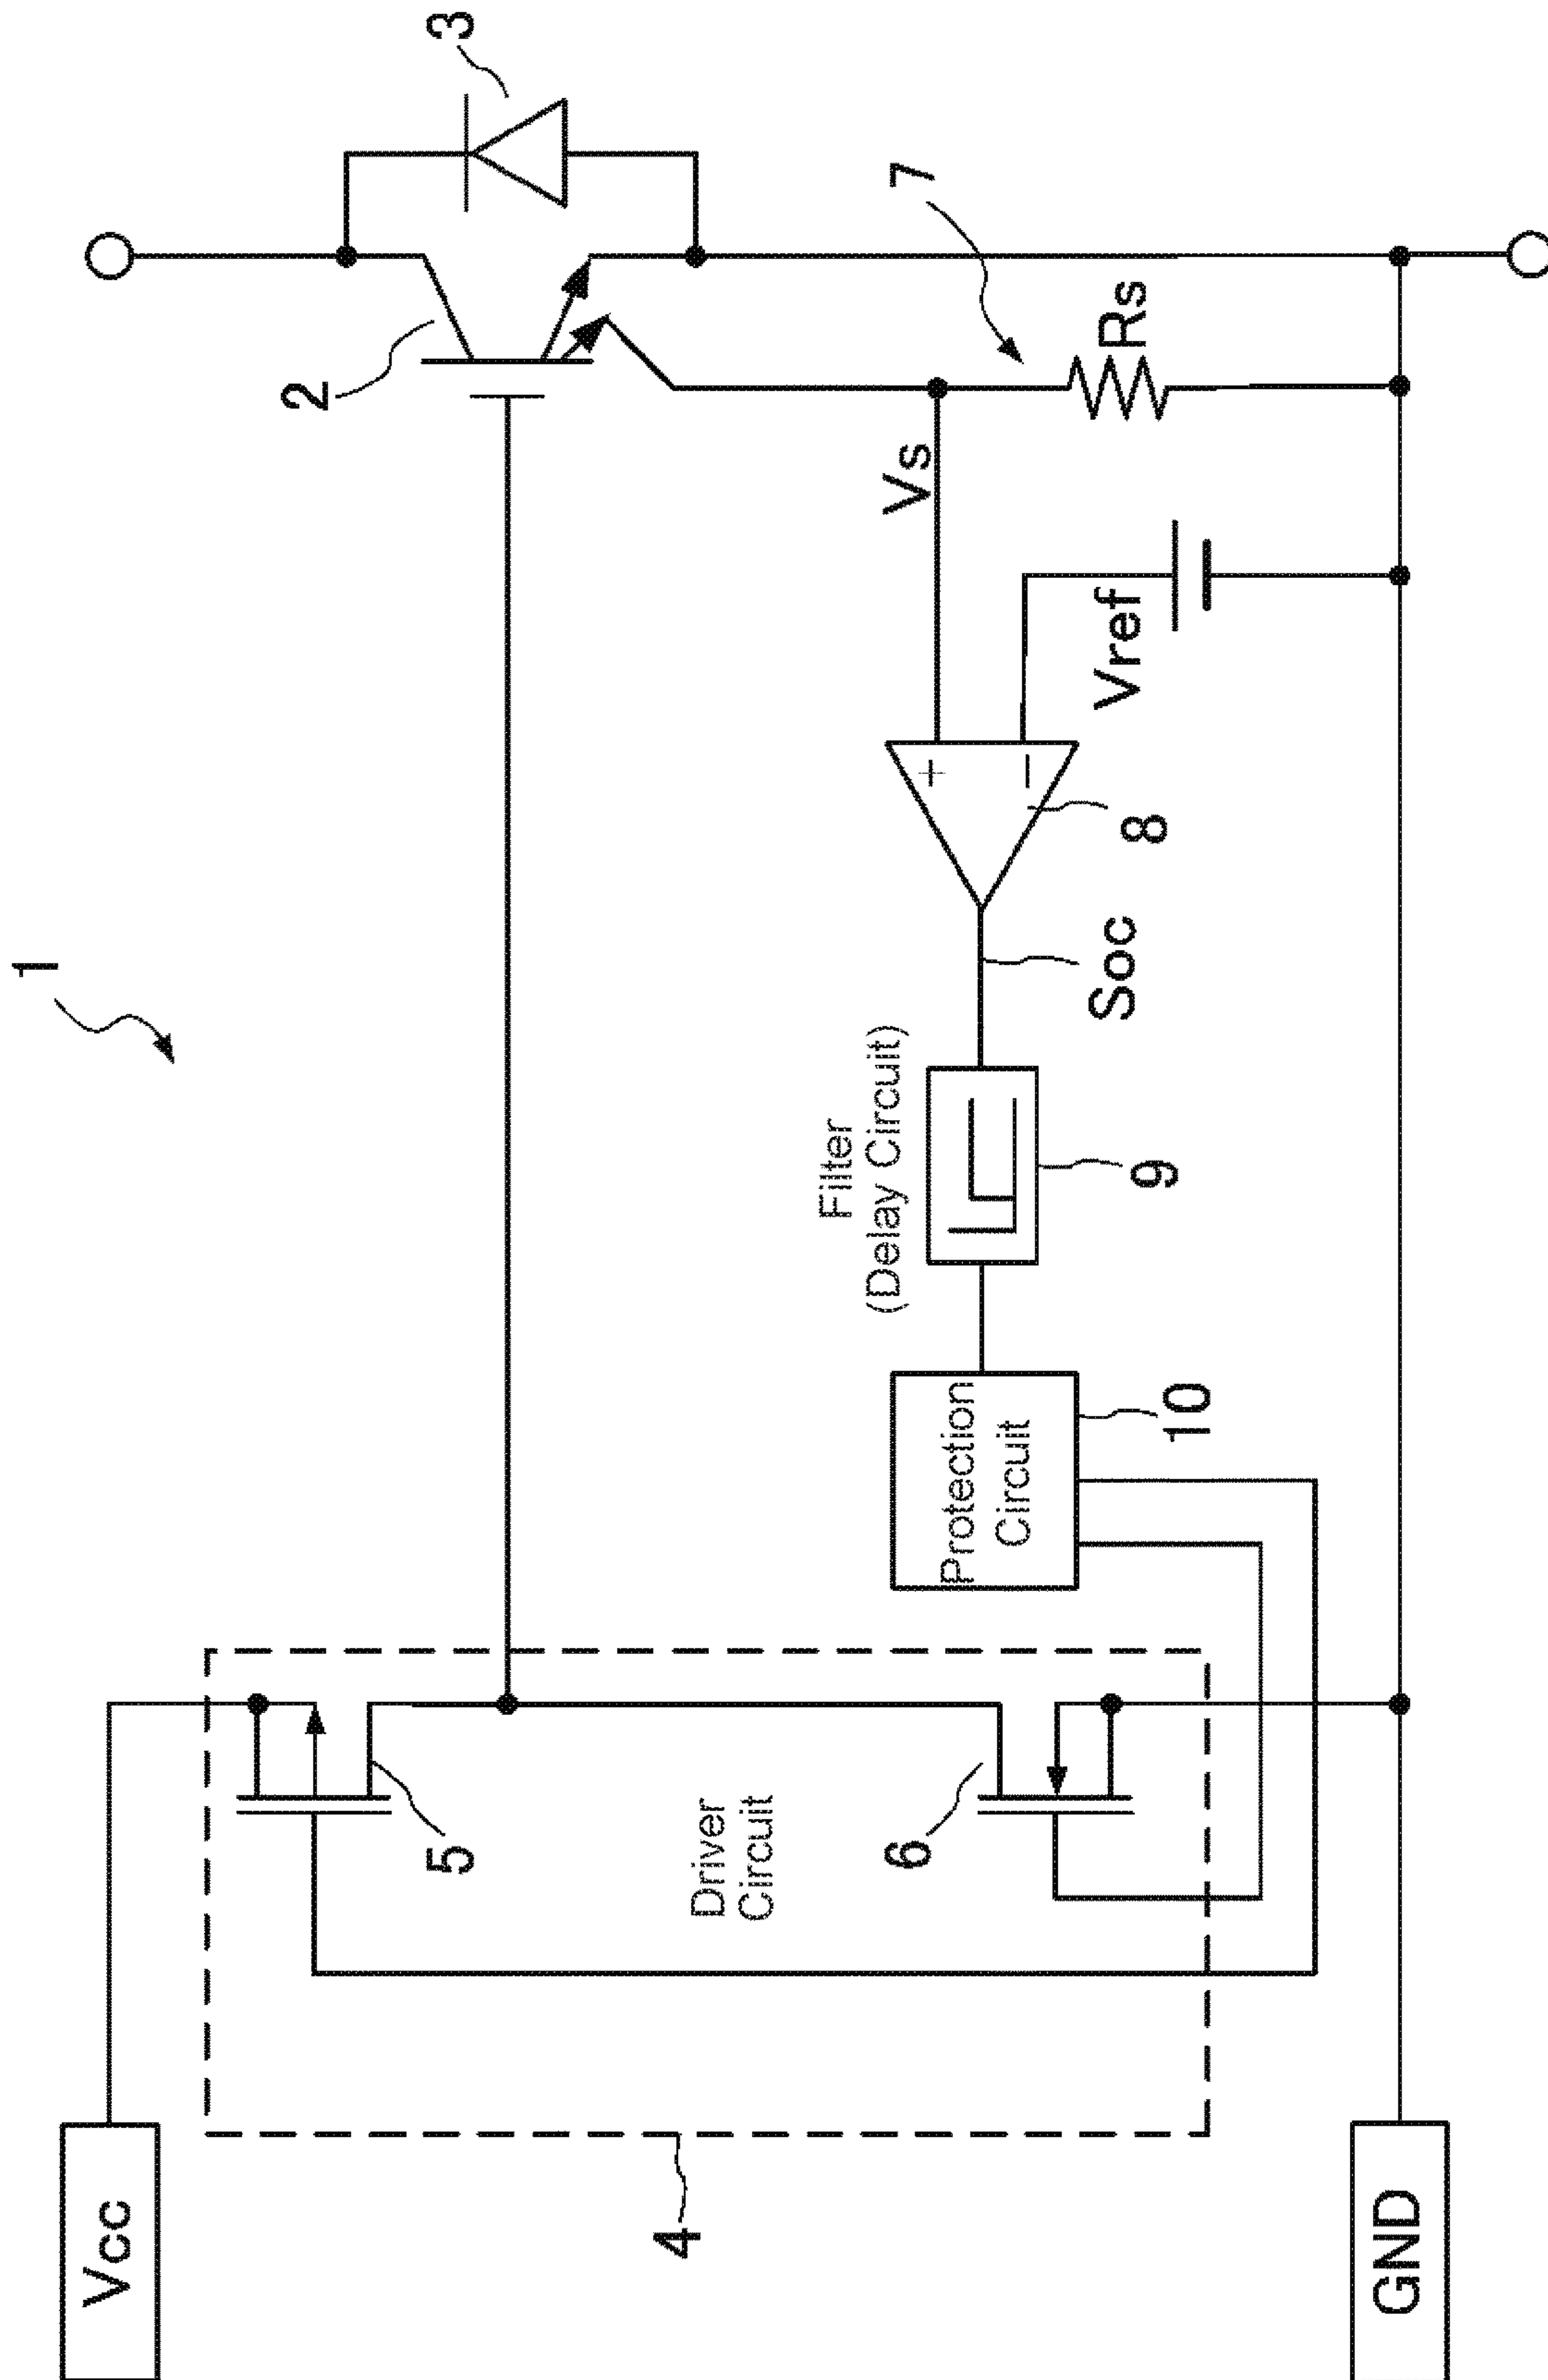 1
Vcc
4
Driver
Circuit
5
6
2
3
Protection
Circuit
10
Filter
(Delay Circuit)
9
Soc
+
−
8
Vs
Vref
7
Rs
GND